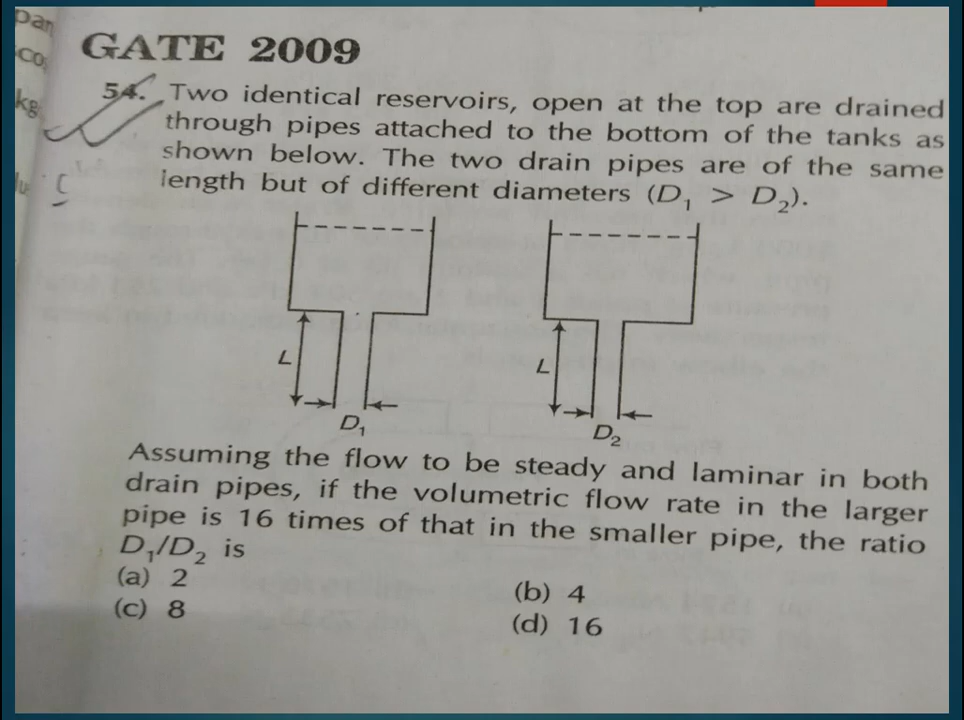 Dan
GATE 2009
Co
kg
54. Two identical reservoirs, open at the top are drained
through pipes attached to the bottom of the tanks as
shown below. The two drain pipes are of the same
length but of different diameters (D₁ > D₂).
L
L
D₁
D₂
Assuming the flow to be steady and laminar in both
drain pipes, if the volumetric flow rate in the larger
pipe is 16 times of that in the smaller pipe, the ratio
D₁/D₂ is
(a) 2
(b) 4
(c) 8
(d) 16